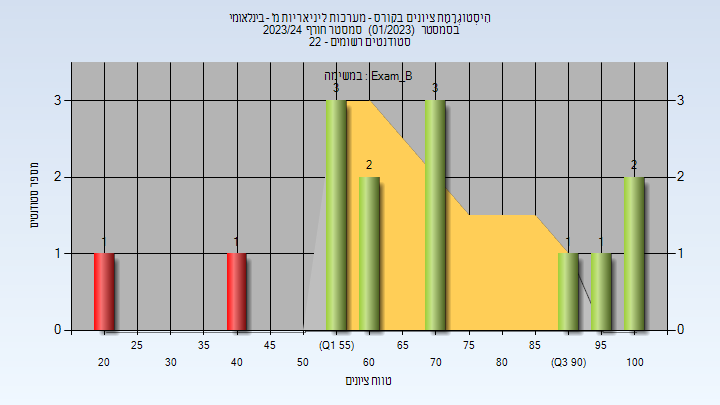 היסטוגרמת ציונים בקורס - מערכות ליניאריות מ' - בינלאומי
בסמסטר (01/2023) סמסטר חורף 2023/24
סטודנטים רשומים - 22
במשימה : Exam_B
מספר סטודנטים
3 3
2 2
1 1
0 0
1 1 3 2 3 1 1 2
25 35 45 (Q1 55) 65 75 85 95
20 30 40 50 60 70 80 (Q3 90) 100
טווח ציונים